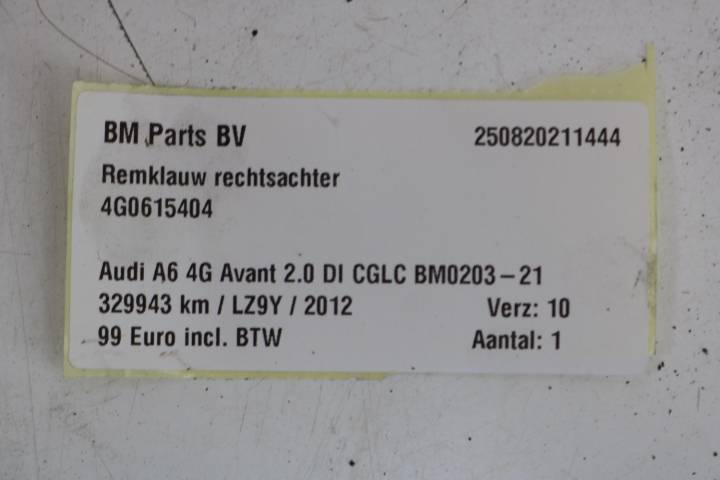 BM Parts BV 250820211444
Remklauw rechtsachter
4G0615404
Audi A6 4G Avant 2.0 DI CGLC BM0203-21
329943 km / LZ9Y / 2012 Verz: 10
99 Euro incl. BTW Aantal: 1